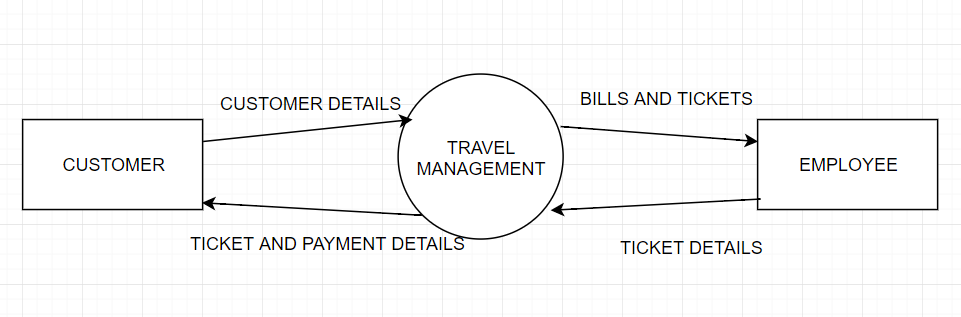 CUSTOMER DETAILS
BILLS AND TICKETS
CUSTOMER
TRAVEL
MANAGEMENT
EMPLOYEE
TICKET AND PAYMENT DETAILS
TICKET DETAILS